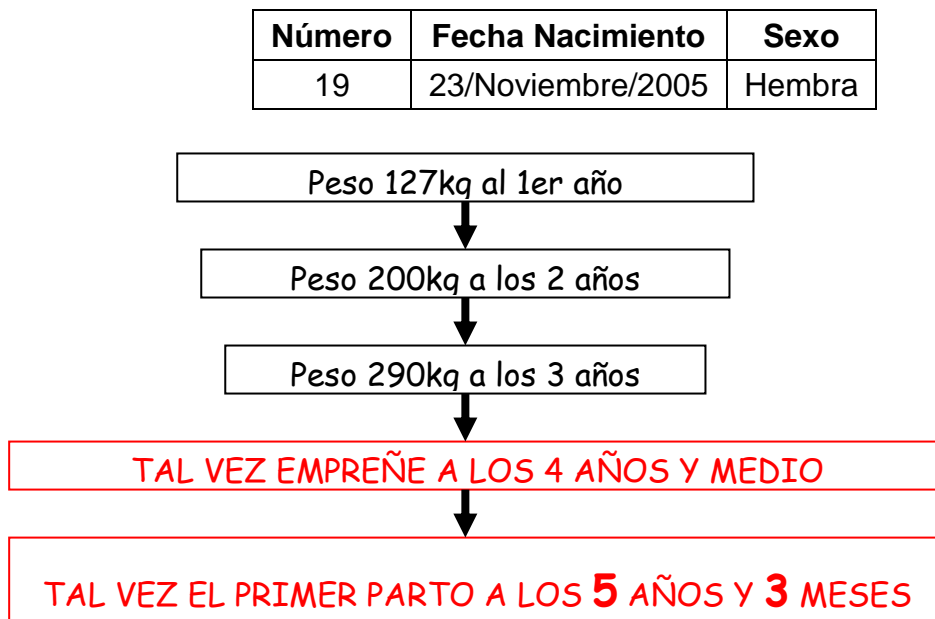 Número Fecha Nacimiento Sexo
19 23/Noviembre/2005 Hembra
Peso 127kg al 1er año
Peso 200kg a los 2 años
Peso 290kg a los 3 años
TAL VEZ EMPREÑE A LOS 4 AÑOS Y MEDIO
TAL VEZ EL PRIMER PARTO A LOS 5 AÑOS Y 3 MESES